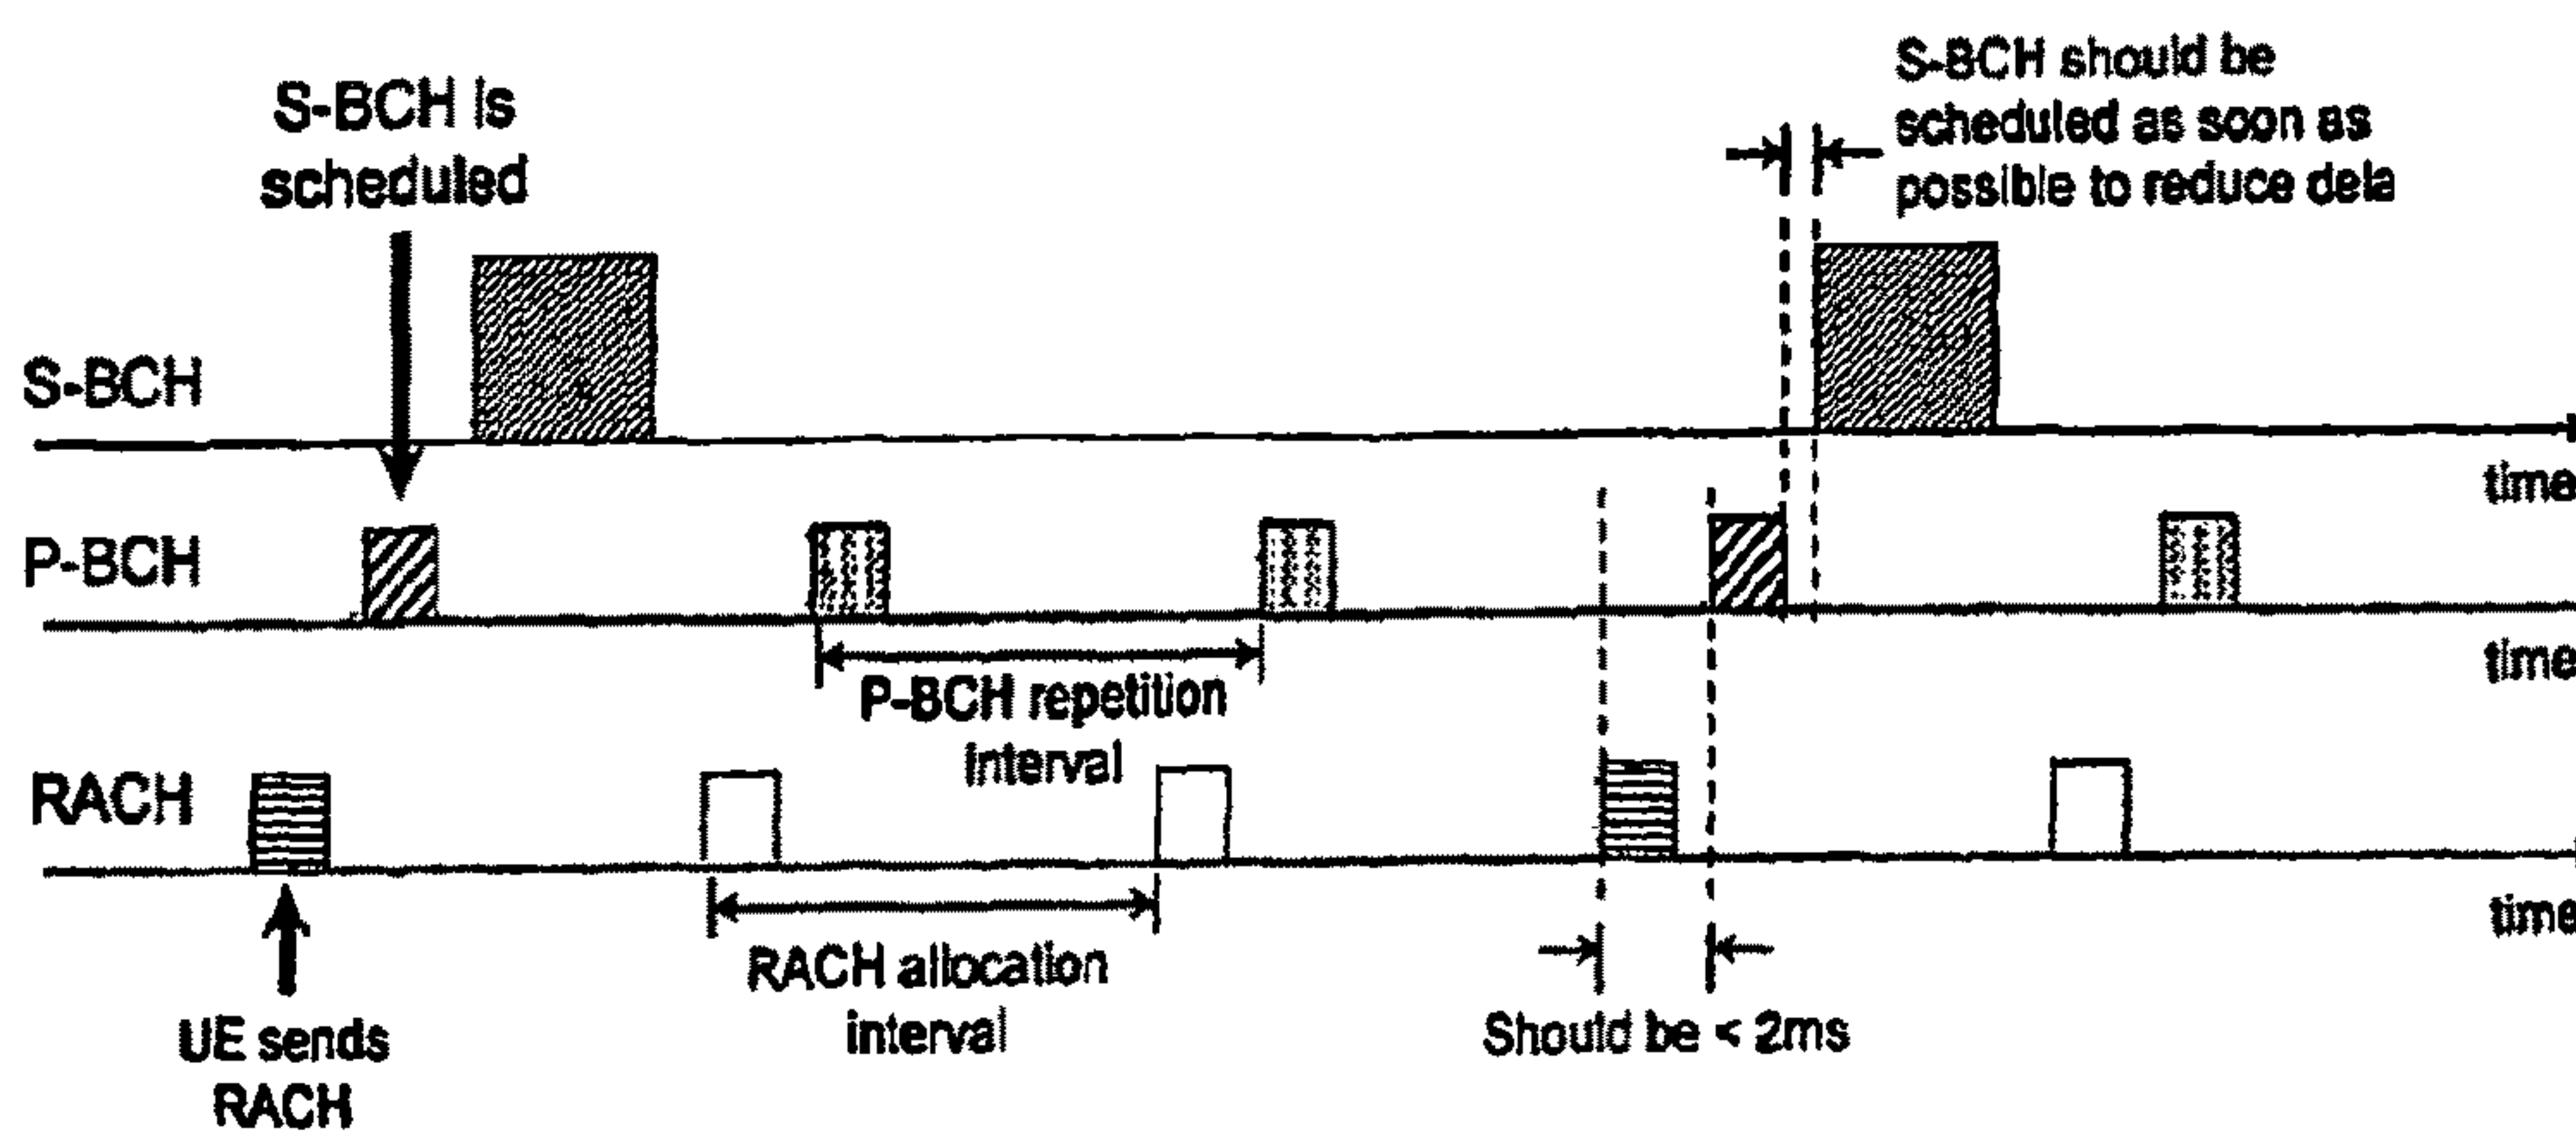 S-BCH is
scheduled
S-BCH should be
scheduled as soon as
possible to reduce dela
S-BCH
time
P-BCH
time
P-BCH repetition
interval
RACH
time
RACH allocation
interval
Should be < 2ms
UE sends
RACH